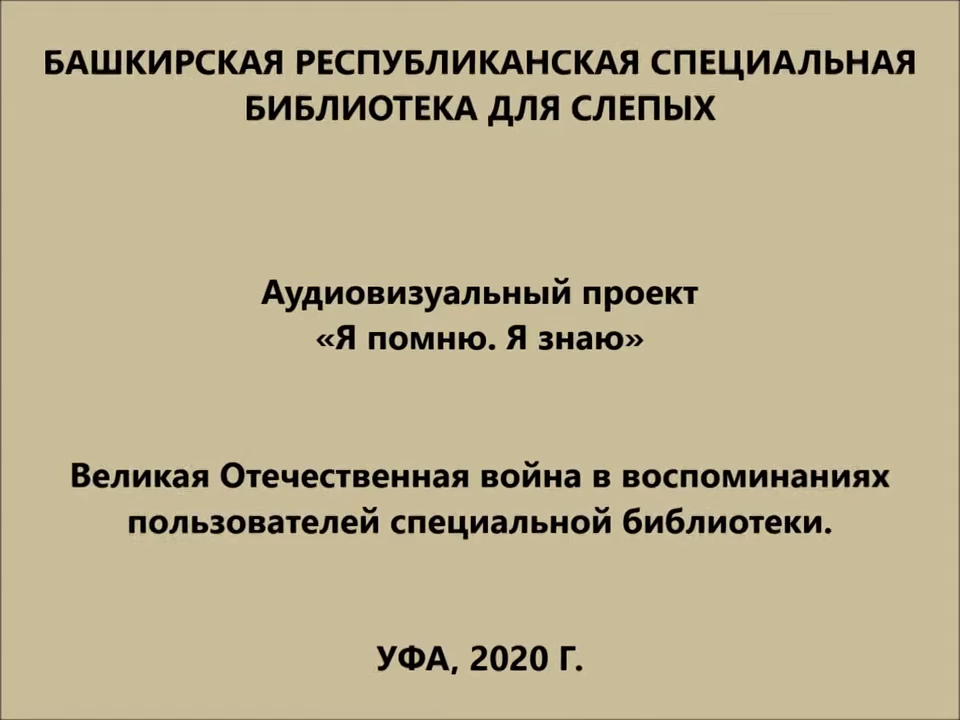 БАШКИРСКАЯ РЕСПУБЛИКАНСКАЯ СПЕЦИАЛЬНАЯ
БИБЛИОТЕКА ДЛЯ СЛЕПЫХ
Аудиовизуальный проект
«Я помню. Я знаю»
Великая Отечественная война в воспоминаниях
пользователей специальной библиотеки.
УФА, 2020 Г.